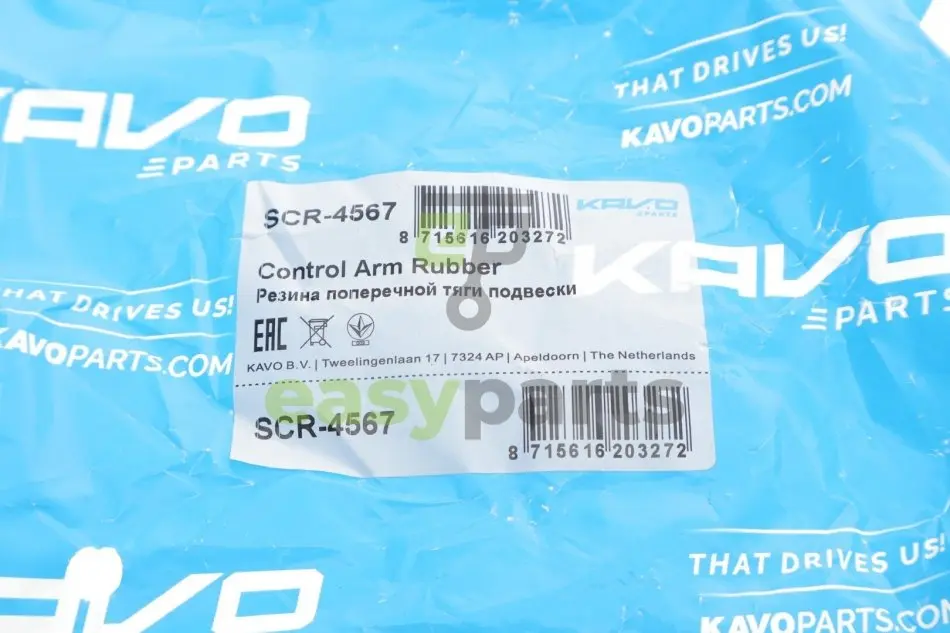 THAT DRIVES US!
KAVOPARTS.COM
KAVO
PARTS
SCR-4567
8 715616 203272
KAVO
PARTS
Control Arm Rubber
Резина поперечной тяги подвески
KAVO
PARTS
HAT DRIVES US!
KAVOPARTS.COM
EAC
KAVO B.V. | Tweelingenlaan 17 | 7324 AP | Apeldoorn | The Netherlands
easyparts
SCR-4567
8 715616 203272
THAT DRIVES US!
KAVOPARTS.COM